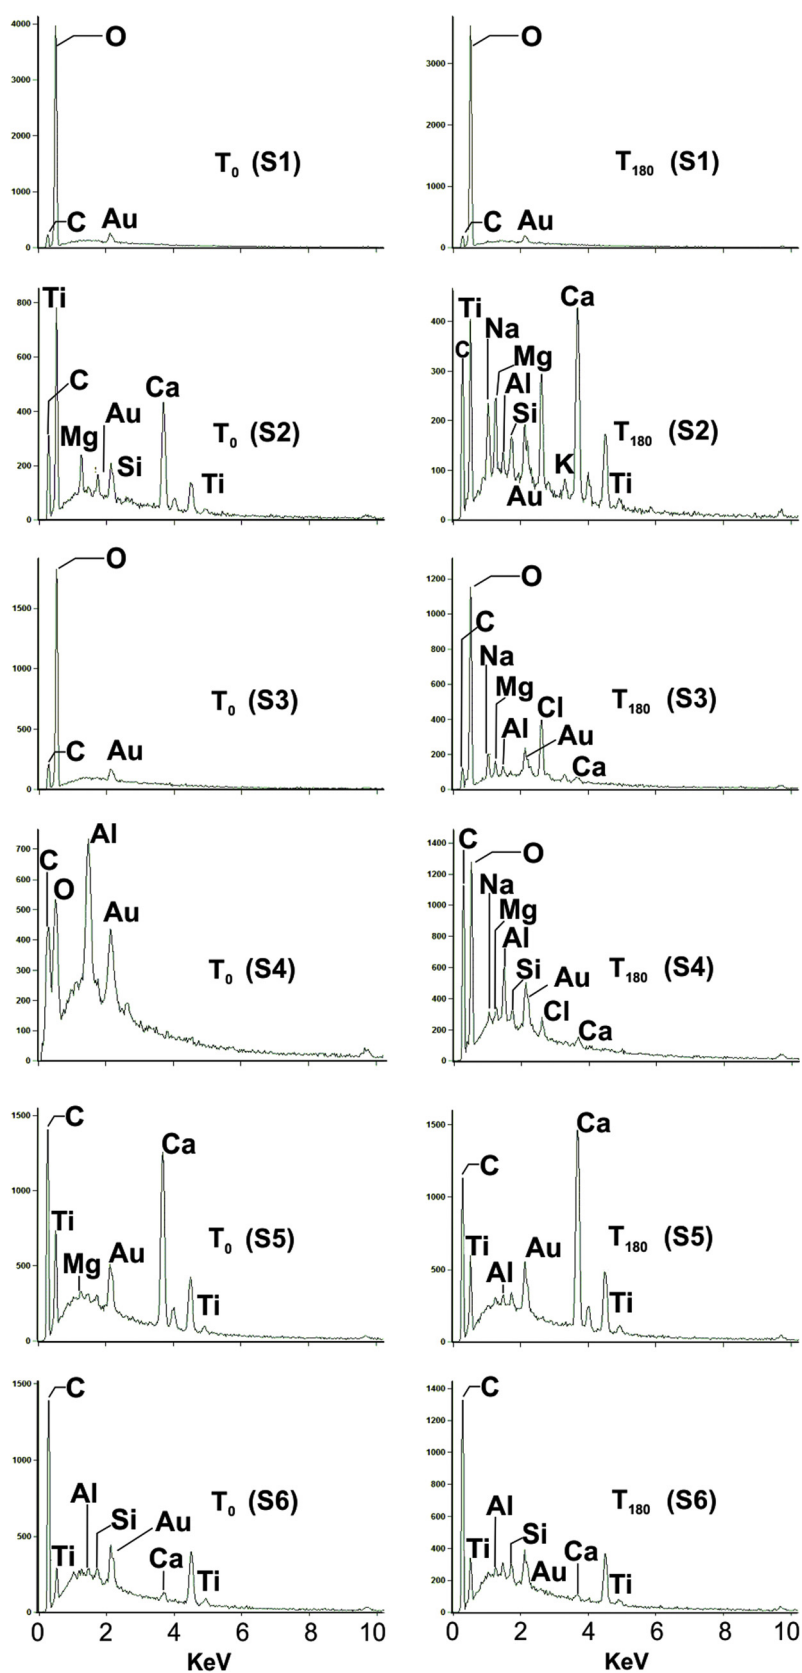 4000
3000
2000
1000
0
O
C
Au
T0 (S1)
3000
2000
1000
0
O
C
Au
T180 (S1)
800
600
400
200
0
Ti
C
Mg
Au
Si
Ca
Ti
T0 (S2)
400
300
200
100
0
C
Ti
Na
Mg
Al
Si
Au
K
Ca
Ti
T180 (S2)
1500
1000
500
0
O
C
Au
T0 (S3)
1200
1000
800
600
400
200
0
O
C
Na
Mg
Al
Cl
Au
Ca
T180 (S3)
700
600
500
400
300
200
100
0
C
O
Al
Au
T0 (S4)
1400
1200
1000
800
600
400
200
0
C
O
Na
Mg
Al
Si
Au
Cl
Ca
T180 (S4)
1500
1000
500
0
C
Ti
Mg
Au
Ca
Ti
T0 (S5)
1500
1000
500
0
C
Ti
Al
Au
Ca
Ti
T180 (S5)
1500
1000
500
0
C
Ti
Al
Si
Au
Ca
Ti
T0 (S6)
0 2 4 6 8 10
KeV
1400
1200
1000
800
600
400
200
0
C
Ti
Al
Si
Au
Ca
Ti
T180 (S6)
0 2 4 6 8 10
KeV